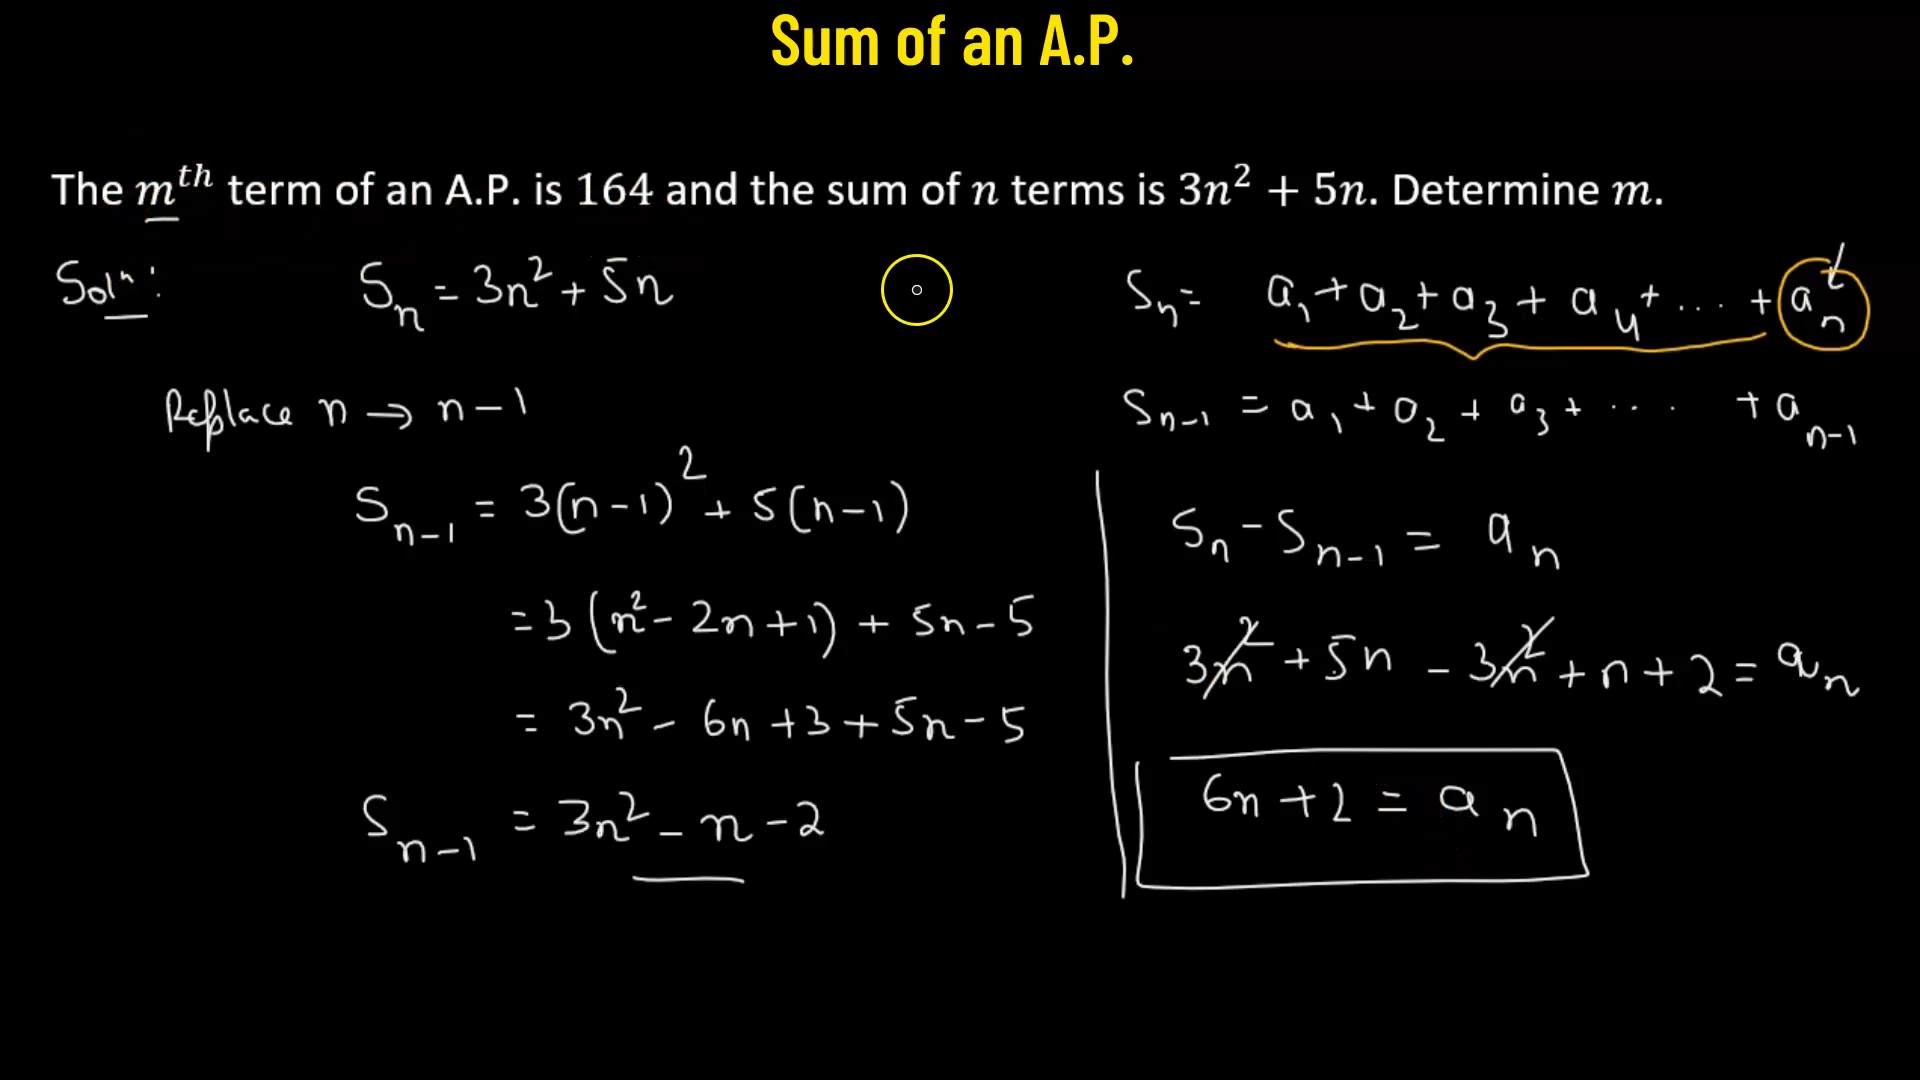 Sum of an A.P.
The mᵗʰ term of an A.P. is 164 and the sum of n terms is 3n² + 5n. Determine m.
Solⁿ:
Sₙ = 3n² + 5n
Replace n → n-1
Sₙ₋₁ = 3(n-1)² + 5(n-1)
= 3(n² - 2n + 1) + 5n - 5
= 3n² - 6n + 3 + 5n - 5
Sₙ₋₁ = 3n² - n - 2
Sₙ = a₁ + a₂ + a₃ + a₄ + ... + aₙ
Sₙ₋₁ = a₁ + a₂ + a₃ + .... + aₙ₋₁
Sₙ - Sₙ₋₁ = aₙ
3n² + 5n - 3n² + n + 2 = aₙ
6n + 2 = aₙ